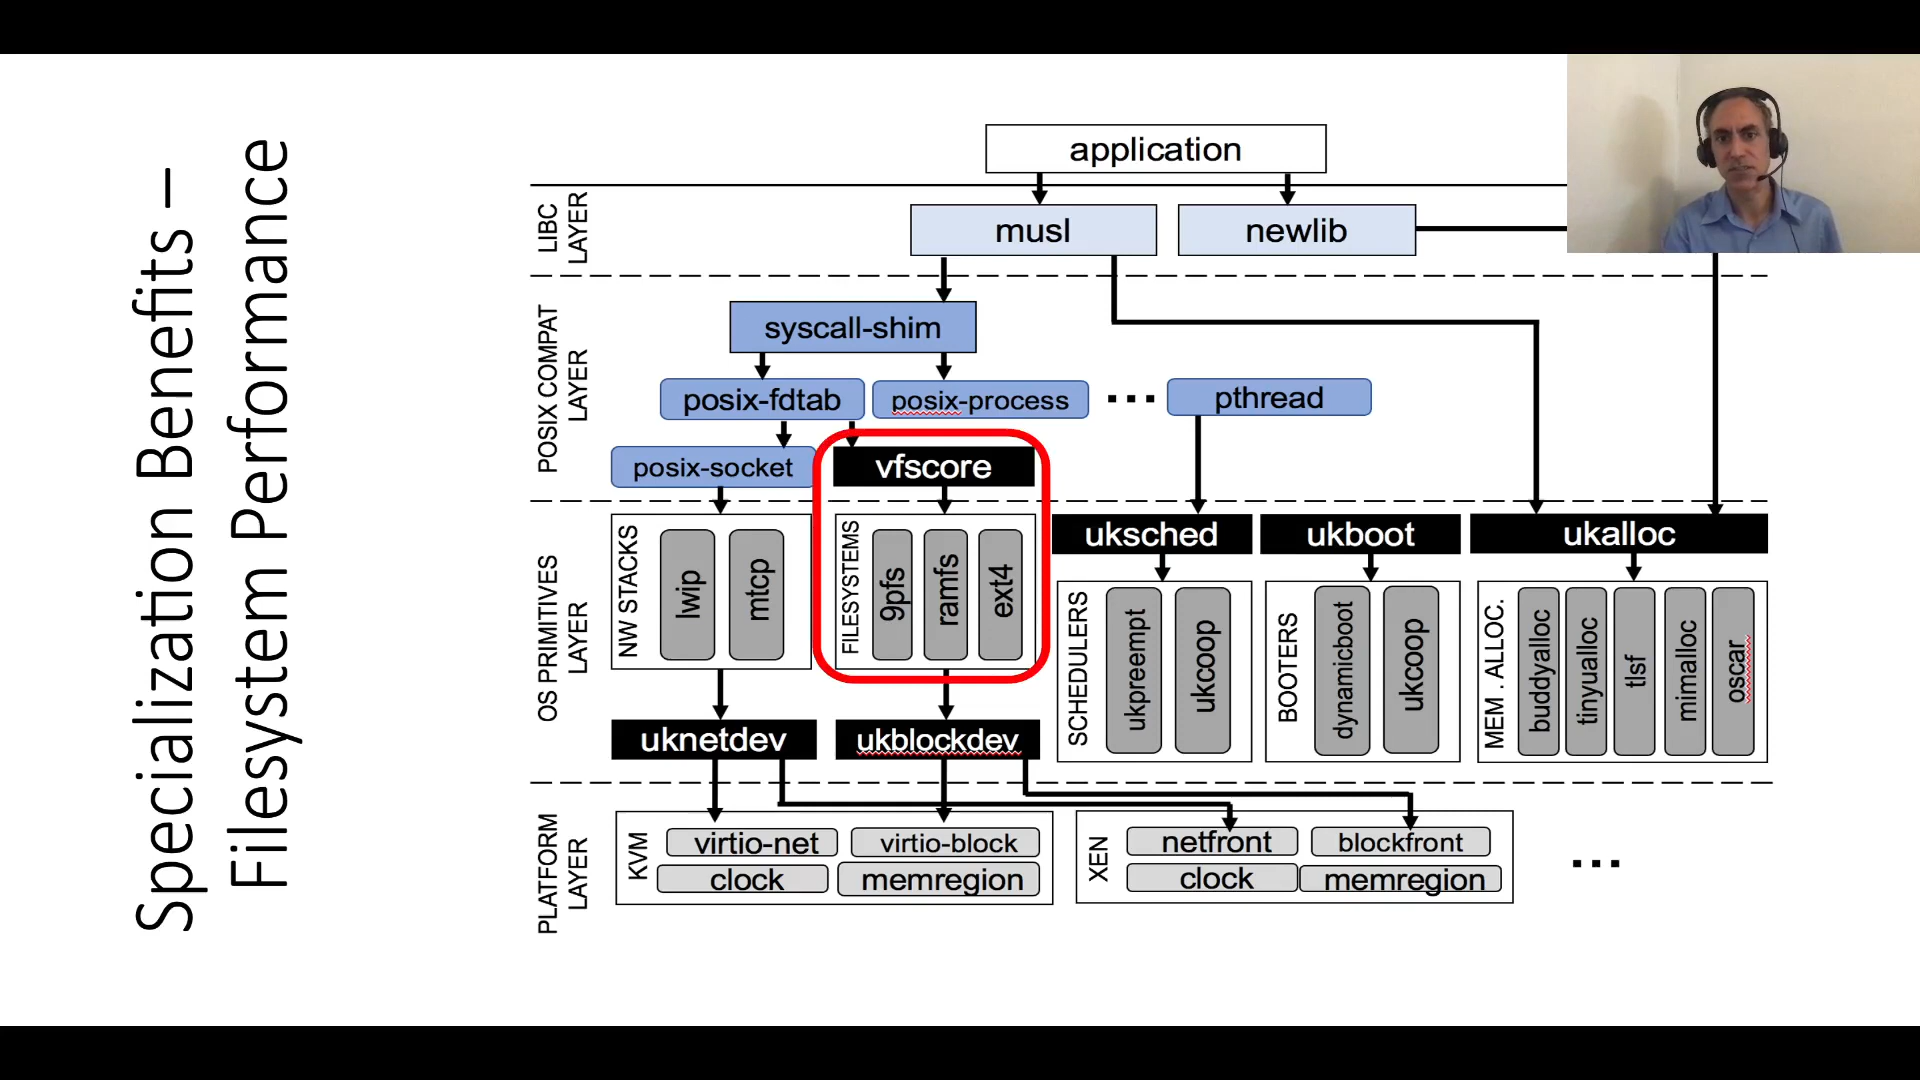 Specialization Benefits –
Filesystem Performance
application
LIBC
LAYER
musl
newlib
POSIX COMPAT
LAYER
syscall-shim
posix-fdtab
posix-process
...
pthread
posix-socket
vfscore
OS PRIMITIVES
LAYER
NW STACKS
lwip
mtcp
FILESYSTEMS
9pfs
ramfs
ext4
uksched
ukboot
ukalloc
SCHEDULERS
ukpreempt
ukcoop
BOOTERS
dynamicboot
ukcoop
MEM . ALLOC.
buddyalloc
tinyualloc
tlsf
mimalloc
oscar
uknetdev
ukblockdev
PLATFORM
LAYER
KVM
virtio-net
virtio-block
clock
memregion
XEN
netfront
blockfront
clock
memregion
...